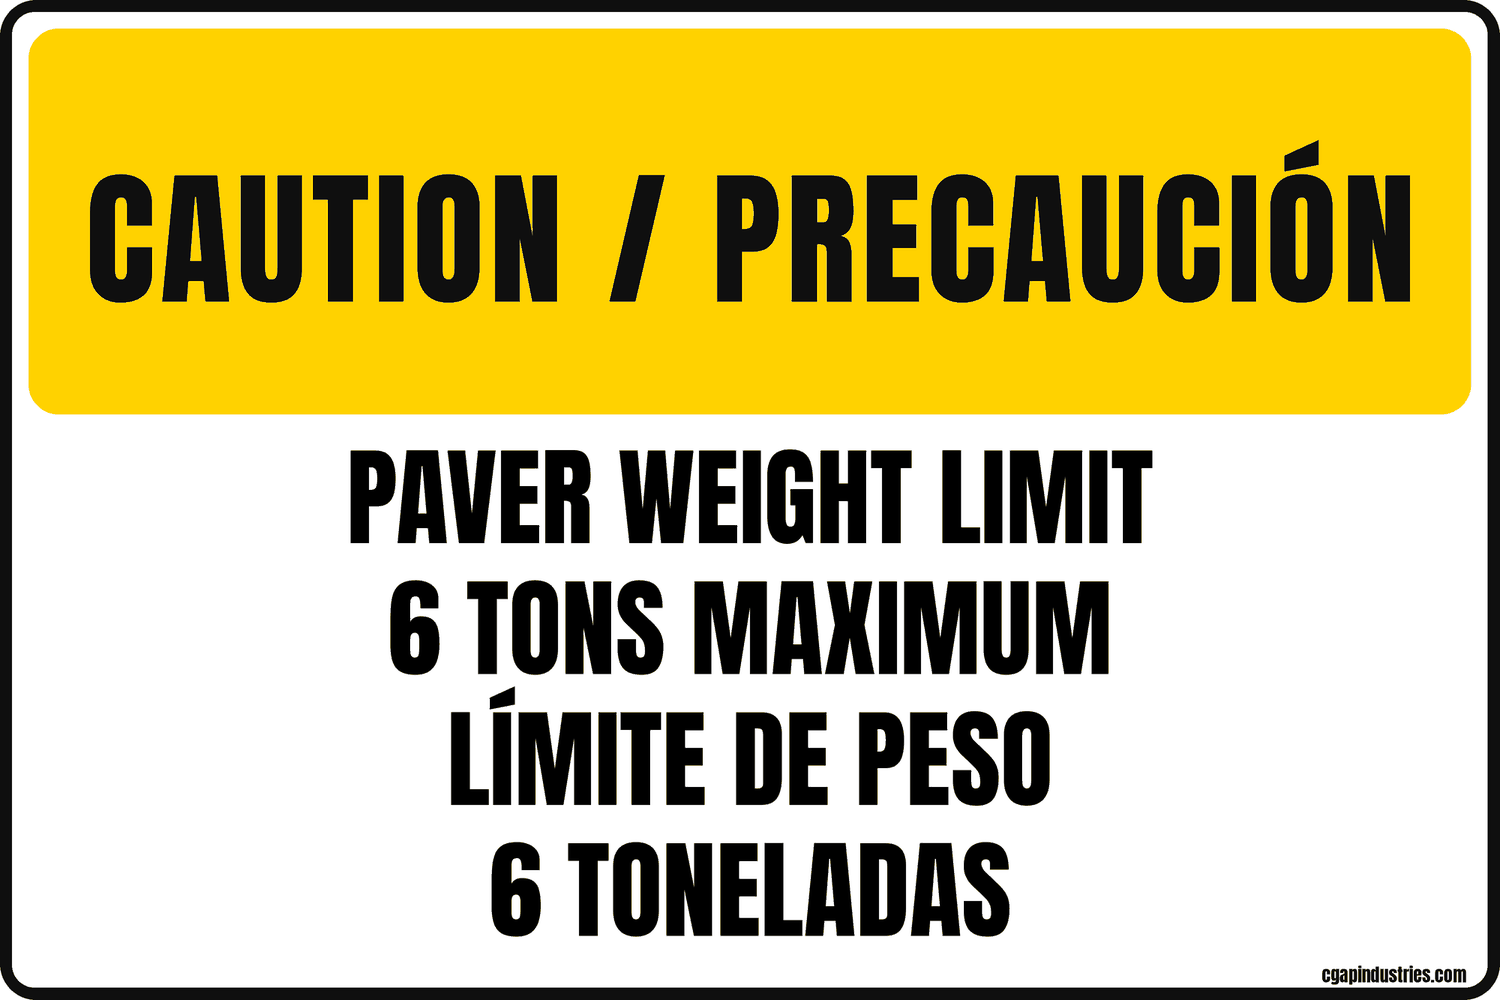 CAUTION / PRECAUCIÓN
PAVER WEIGHT LIMIT
6 TONS MAXIMUM
LÍMITE DE PESO
6 TONELADAS
cgapindustries.com